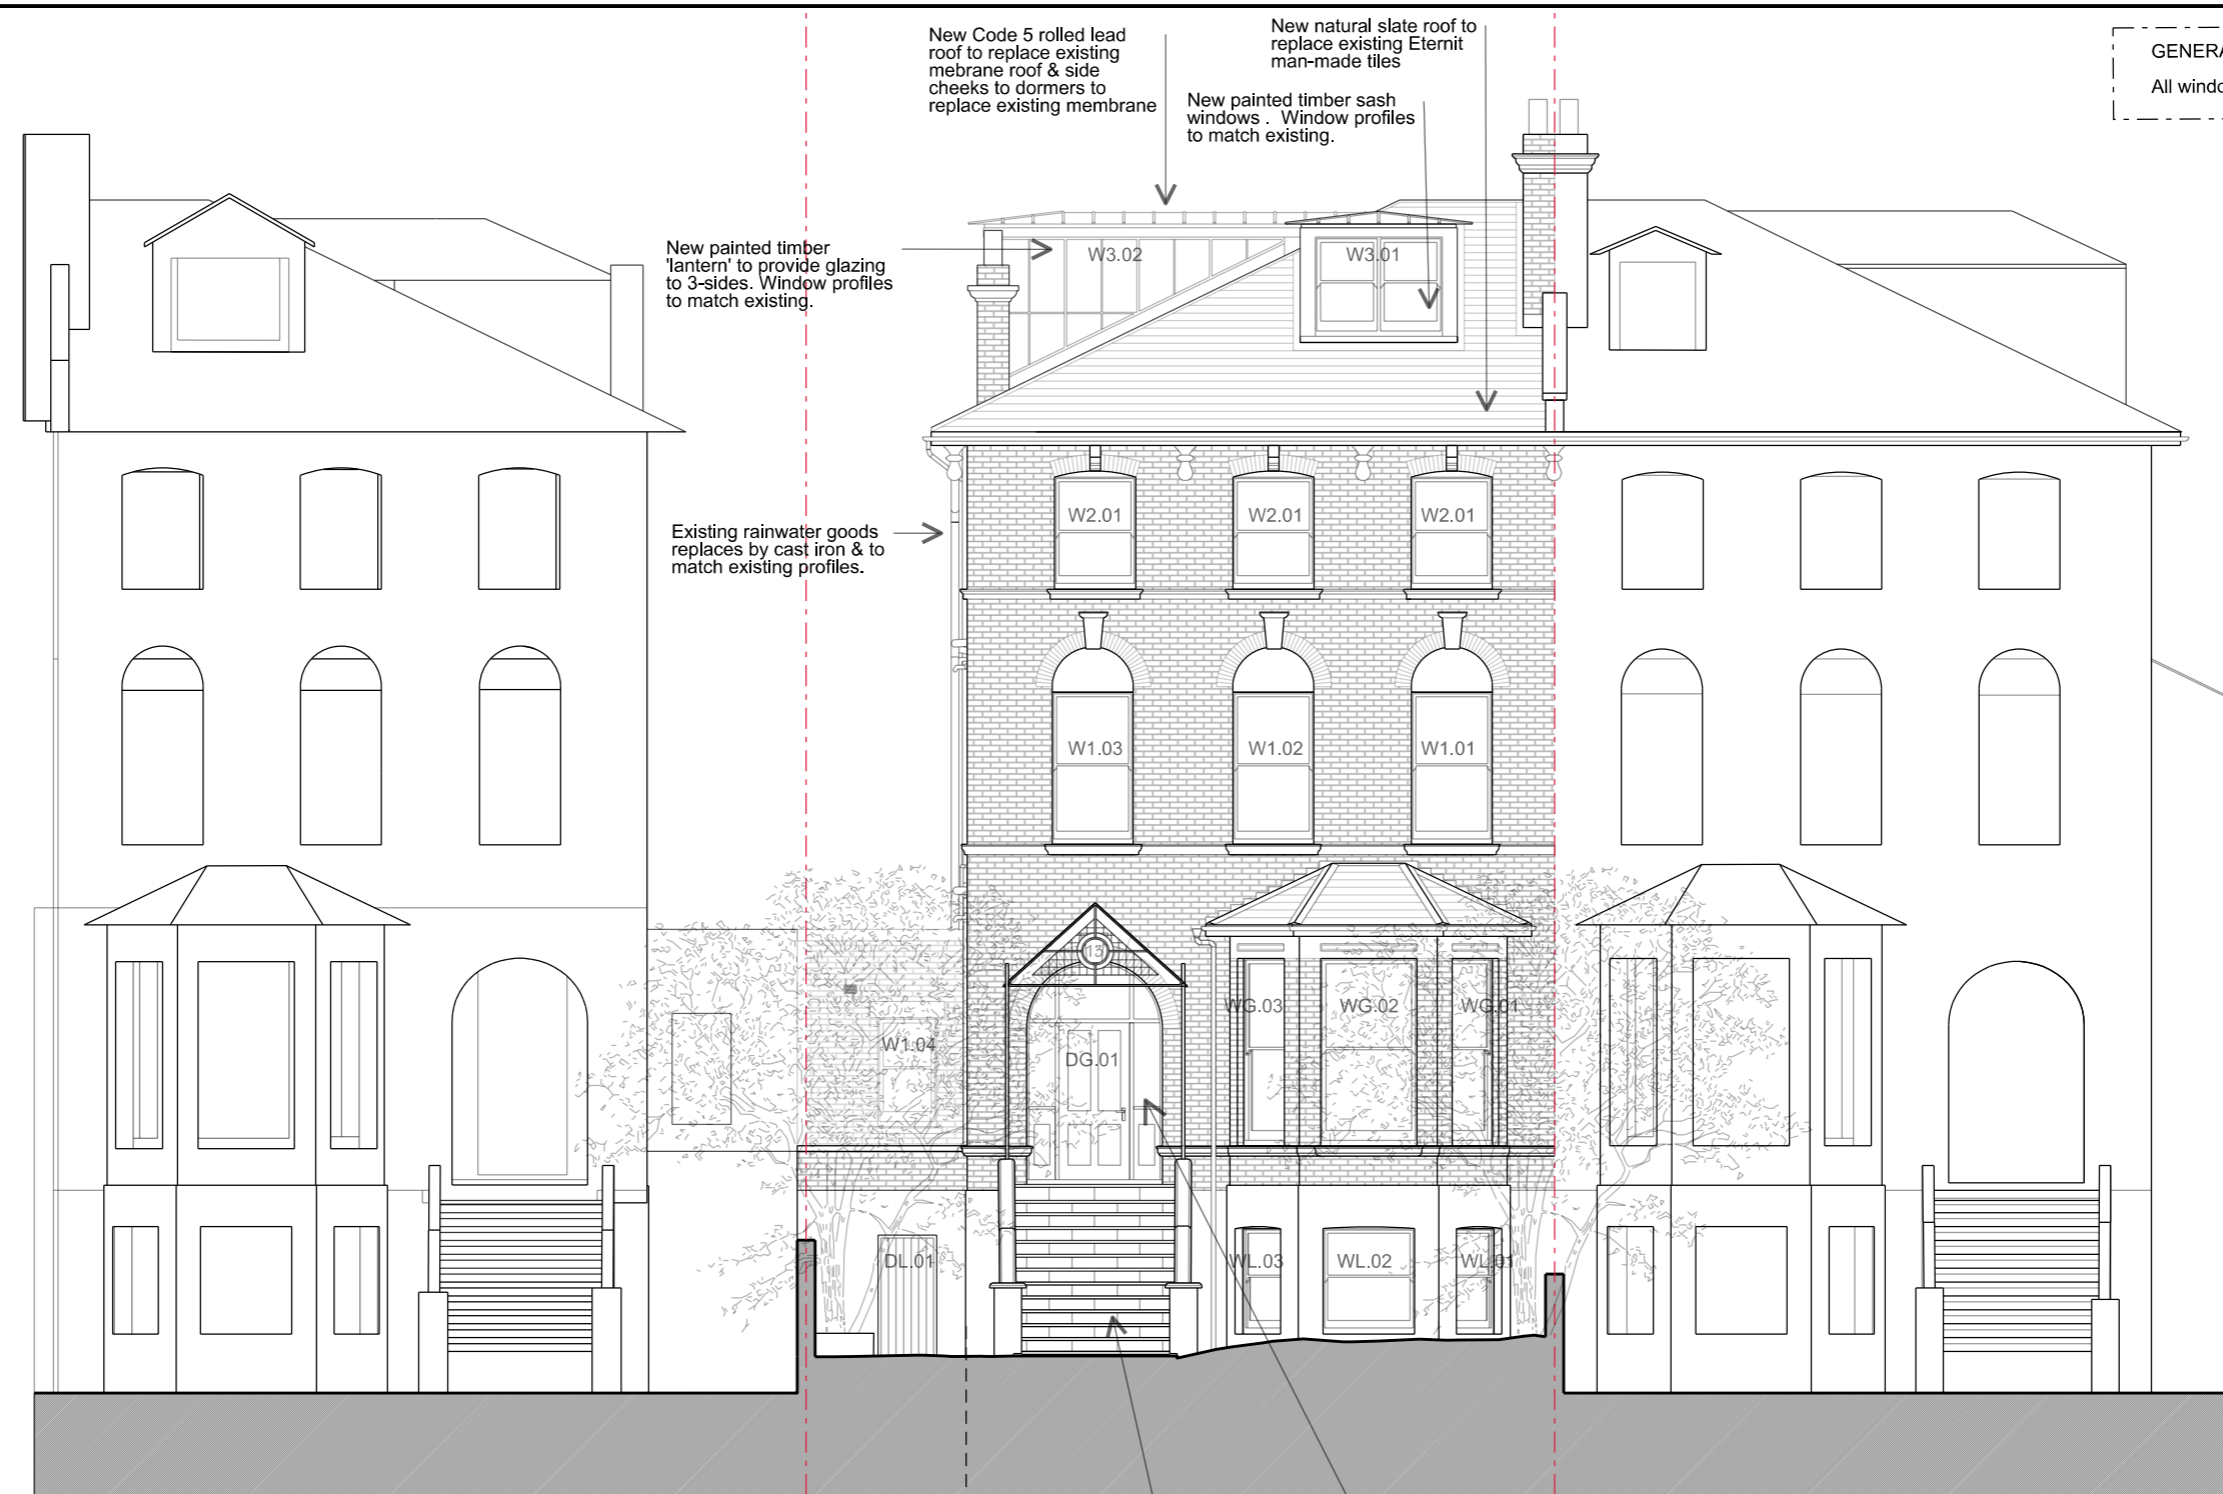 New Code 5 rolled lead
roof to replace existing
mebrane roof & side
cheeks to dormers to
replace existing membrane
New natural slate roof to
replace existing Eternit
man-made tiles
New painted timber sash
windows . Window profiles
to match existing.
GENERA
All windo
New painted timber
'lantern' to provide glazing
to 3-sides. Window profiles
to match existing.
W3.02
W3.01
Existing rainwater goods
replaces by cast iron & to
match existing profiles.
W2.01
W2.01
W2.01
W1.03
W1.02
W1.01
13
WG.03
WG.02
WG.01
W1.04
DG.01
DL.01
WL.03
WL.02
WL.01